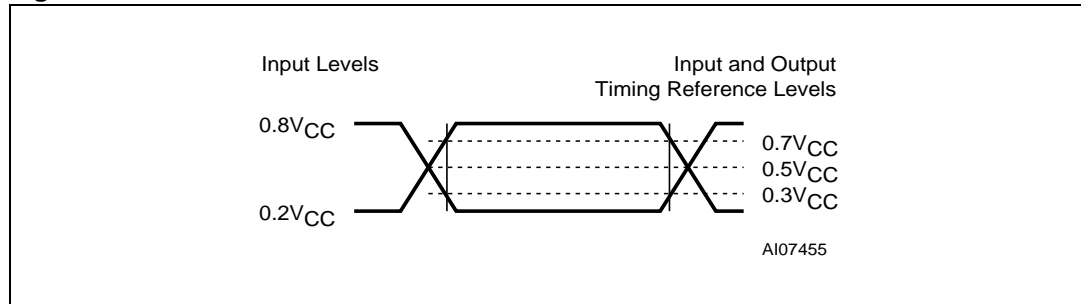 Input Levels
Input and Output
Timing Reference Levels
0.8VCC
0.7VCC
0.5VCC
0.3VCC
0.2VCC
AI07455